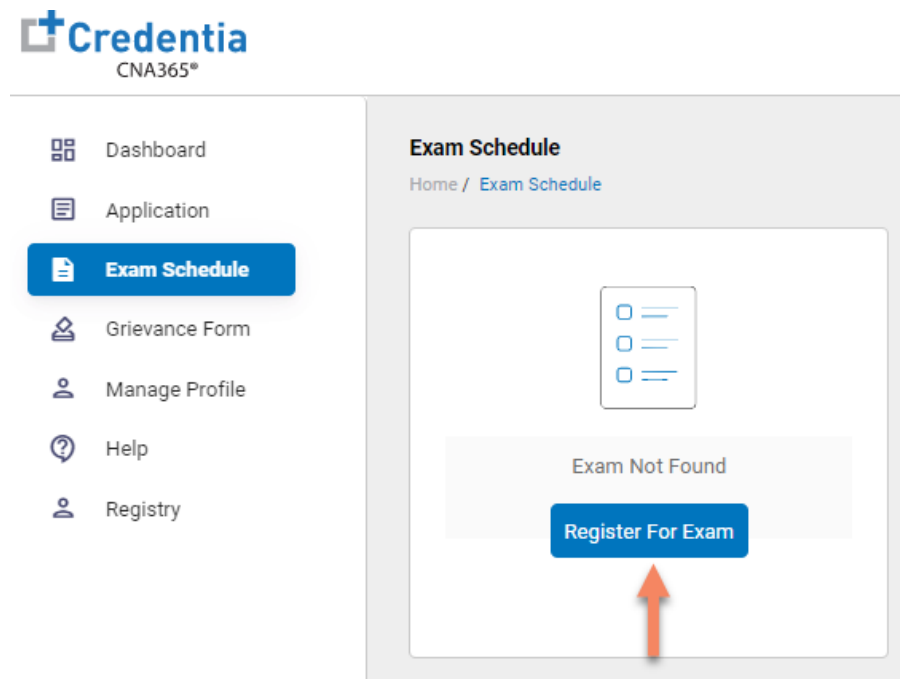 Credentia
CNA365®
Dashboard
Application
Exam Schedule
Grievance Form
Manage Profile
Help
Registry
Exam Schedule
Home / Exam Schedule
Exam Not Found
Register For Exam